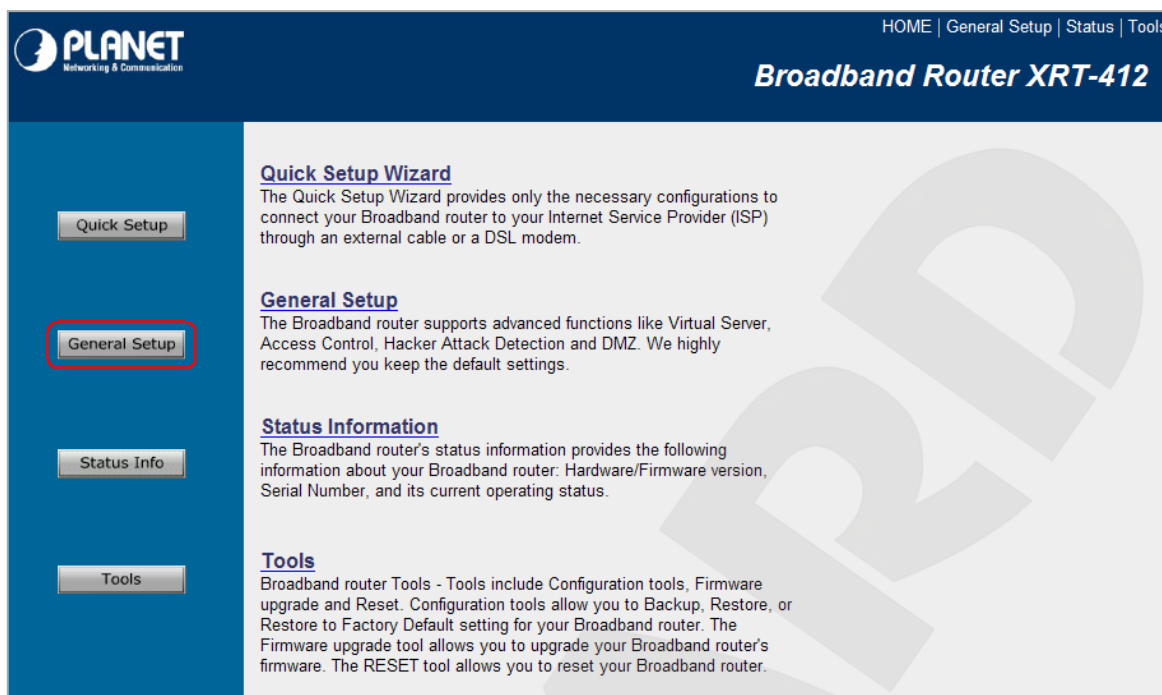 PLANET
Networking & Communication
HOME | General Setup | Status | Tools
Broadband Router XRT-412
Quick Setup
General Setup
Status Info
Tools
Quick Setup Wizard
The Quick Setup Wizard provides only the necessary configurations to
connect your Broadband router to your Internet Service Provider (ISP)
through an external cable or a DSL modem.
General Setup
The Broadband router supports advanced functions like Virtual Server,
Access Control, Hacker Attack Detection and DMZ. We highly
recommend you keep the default settings.
Status Information
The Broadband router's status information provides the following
information about your Broadband router: Hardware/Firmware version,
Serial Number, and its current operating status.
Tools
Broadband router Tools - Tools include Configuration tools, Firmware
upgrade and Reset. Configuration tools allow you to Backup, Restore, or
Restore to Factory Default setting for your Broadband router. The
Firmware upgrade tool allows you to upgrade your Broadband router's
firmware. The RESET tool allows you to reset your Broadband router.